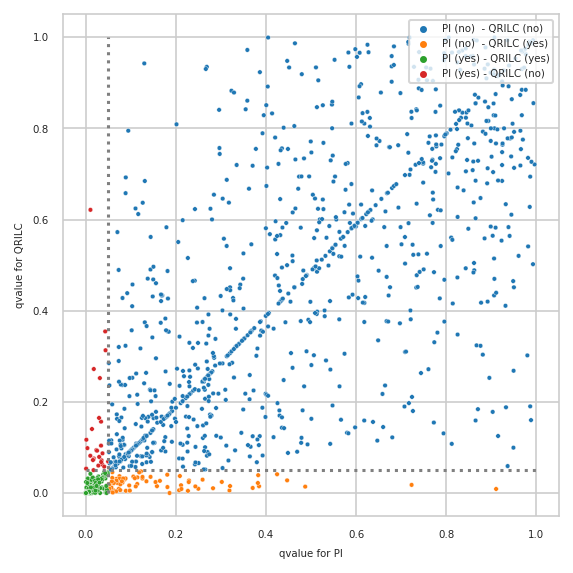 PI (no)  - QRILC (no)
PI (no)  - QRILC (yes)
PI (yes) - QRILC (yes)
PI (yes) - QRILC (no)
1.0
0.8
0.6
0.4
0.2
0.0
qvalue for QRILC
0.0 0.2 0.4 0.6 0.8 1.0
qvalue for PI